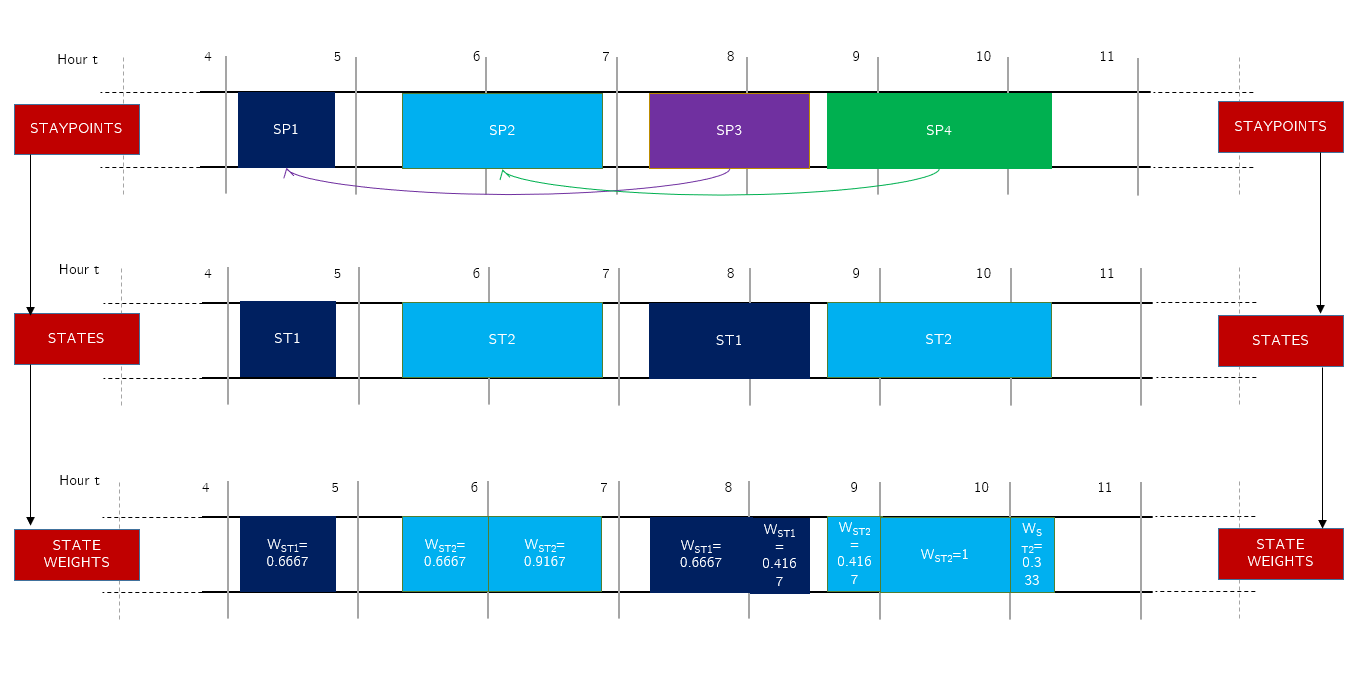 Hour t 4 5 6 7 8 9 10 11
STAYPOINTS SP1 SP2 SP3 SP4 STAYPOINTS
Hour t 4 5 6 7 8 9 10 11
STATES ST1 ST2 ST1 ST2 STATES
Hour t 4 5 6 7 8 9 10 11
STATE
WEIGHTS
WST1=
0.6667
WST2=
0.6667
WST2=
0.9167
WST1=
0.6667
WST1
=
0.416
7
WST2
=
0.416
7
WST2=1
WS
T2=
0.3
33
STATE
WEIGHTS